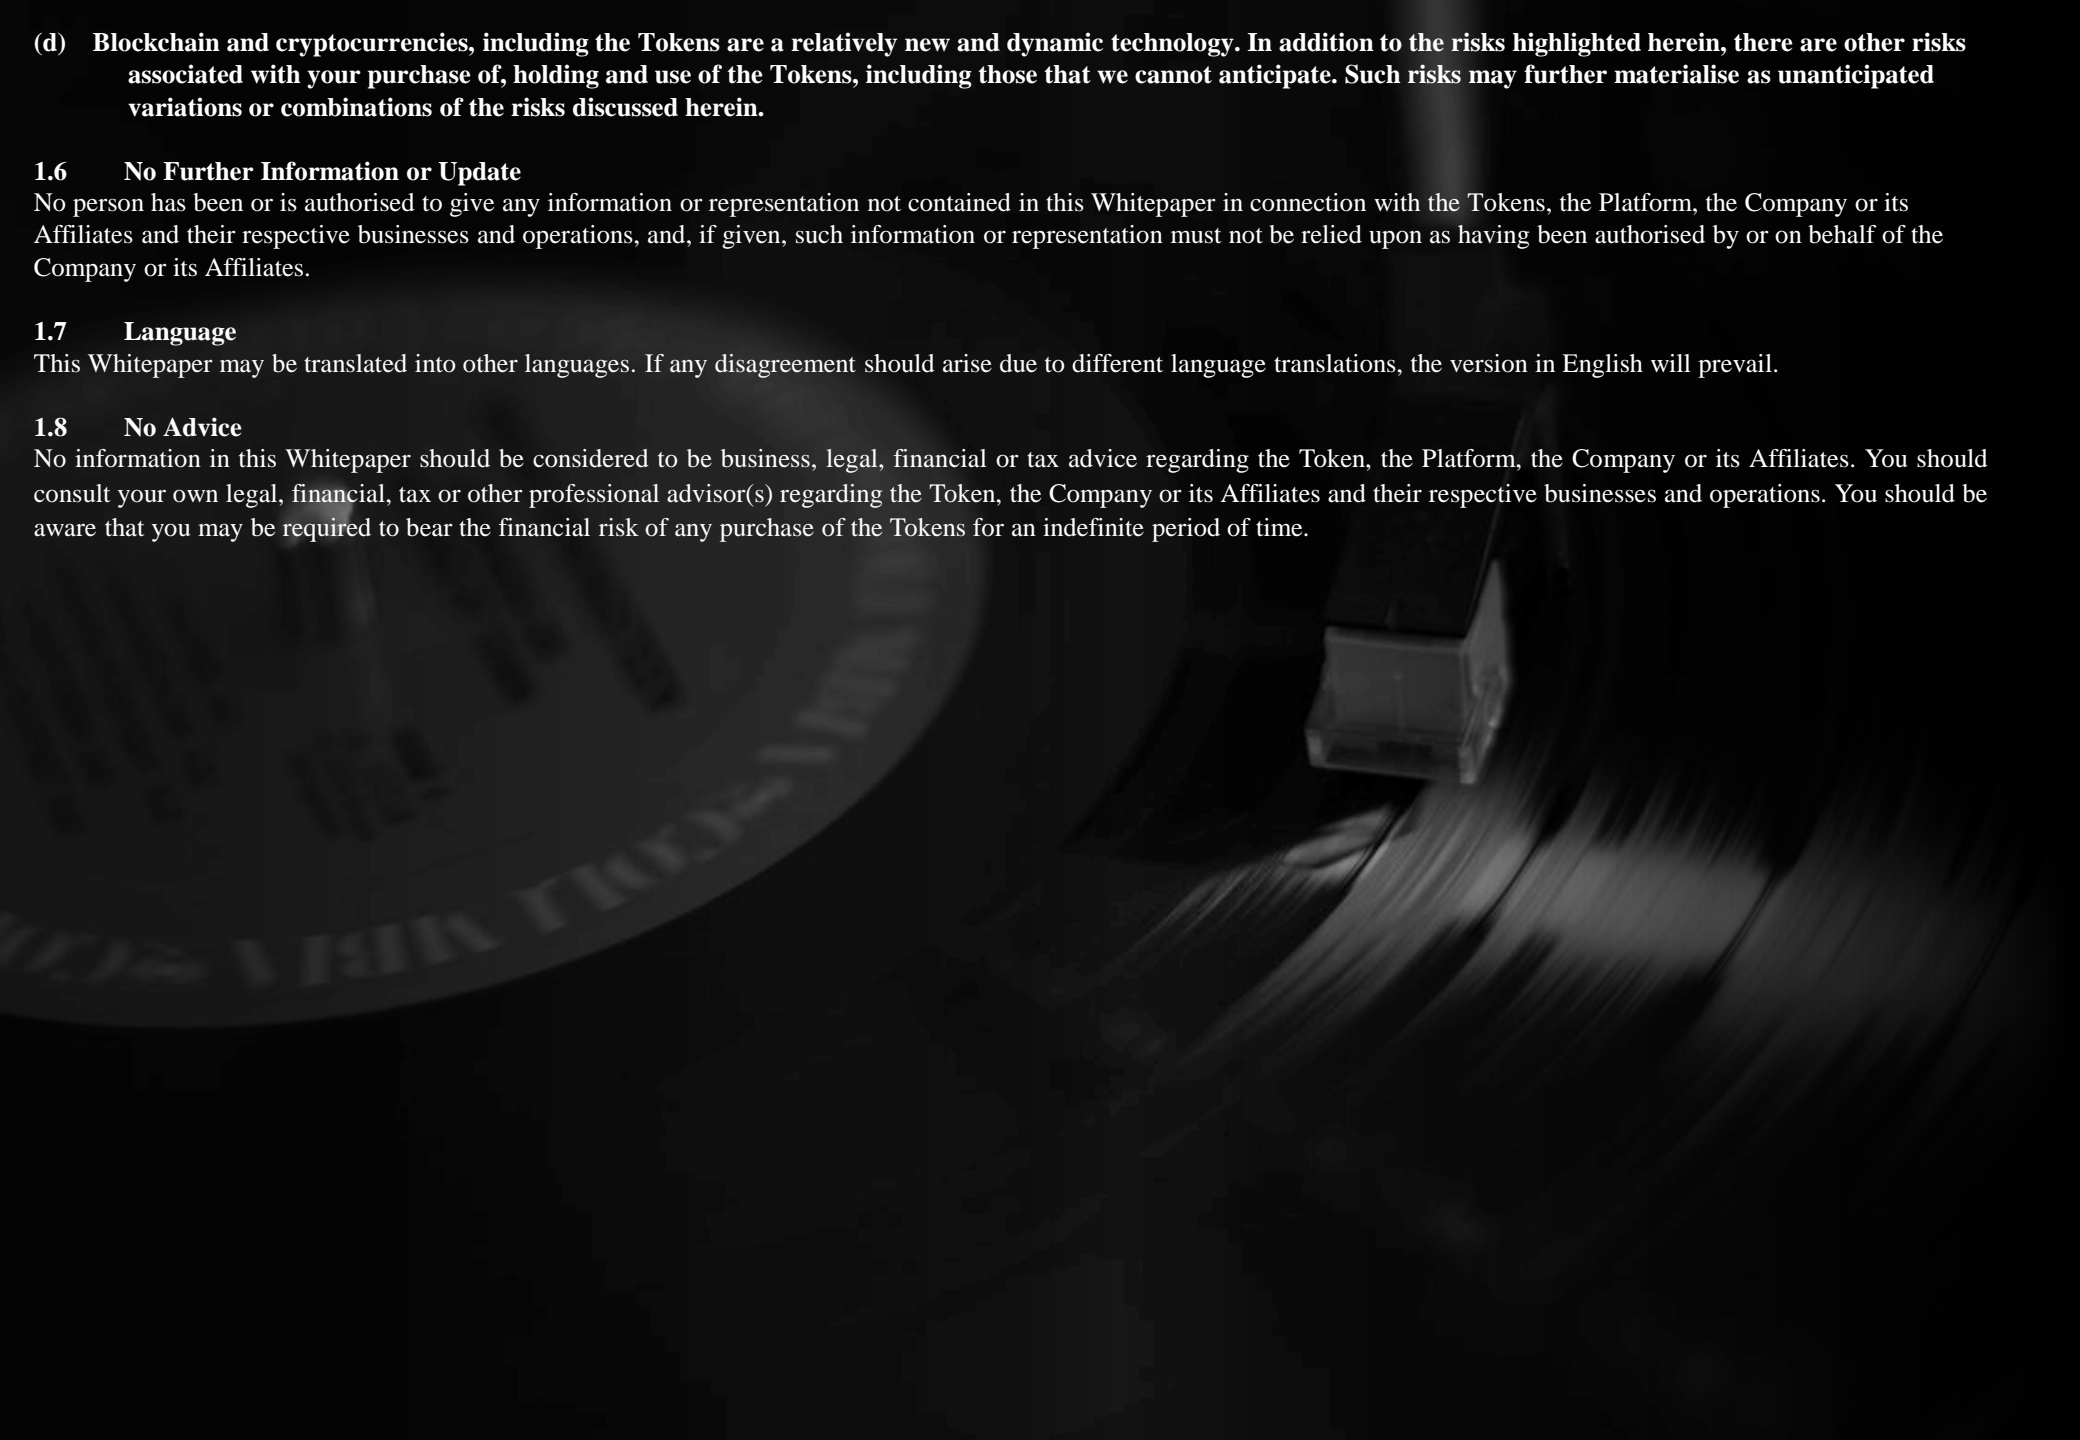 (d) Blockchain and cryptocurrencies, including the Tokens are a relatively new and dynamic technology. In addition to the risks highlighted herein, there are other risks
associated with your purchase of, holding and use of the Tokens, including those that we cannot anticipate. Such risks may further materialise as unanticipated
variations or combinations of the risks discussed herein.
1.6 No Further Information or Update
No person has been or is authorised to give any information or representation not contained in this Whitepaper in connection with the Tokens, the Platform, the Company or its
Affiliates and their respective businesses and operations, and, if given, such information or representation must not be relied upon as having been authorised by or on behalf of the
Company or its Affiliates.
1.7 Language
This Whitepaper may be translated into other languages. If any disagreement should arise due to different language translations, the version in English will prevail.
1.8 No Advice
No information in this Whitepaper should be considered to be business, legal, financial or tax advice regarding the Token, the Platform, the Company or its Affiliates. You should
consult your own legal, financial, tax or other professional advisor(s) regarding the Token, the Company or its Affiliates and their respective businesses and operations. You should be
aware that you may be required to bear the financial risk of any purchase of the Tokens for an indefinite period of time.